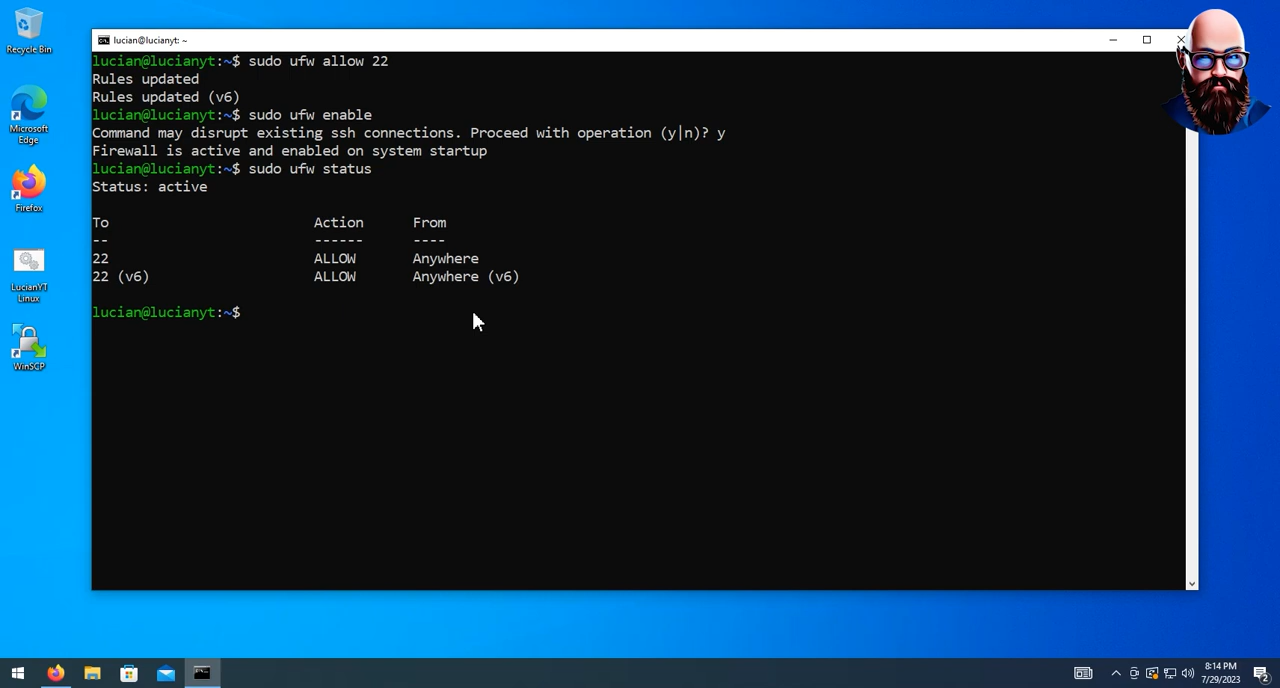 Recycle Bin
Microsoft
Edge
Firefox
LucianYT
Linux
WinSCP
lucian@lucianyt: ~
lucian@lucianyt:~$ sudo ufw allow 22
Rules updated
Rules updated (v6)
lucian@lucianyt:~$ sudo ufw enable
Command may disrupt existing ssh connections. Proceed with operation (y|n)? y
Firewall is active and enabled on system startup
lucian@lucianyt:~$ sudo ufw status
Status: active
To Action From
-- ------ ----
22 ALLOW Anywhere
22 (v6) ALLOW Anywhere (v6)
lucian@lucianyt:~$
8:14 PM
7/29/2023
2